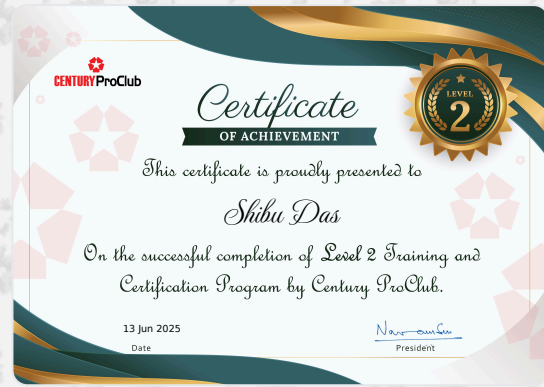 CENTURY ProClub
LEVEL
2
Certificate
OF ACHIEVEMENT
This certificate is proudly presented to
Shibu Das
On the successful completion of Level 2 Training and
Certification Program by Century ProClub.
13 Jun 2025
Date
President